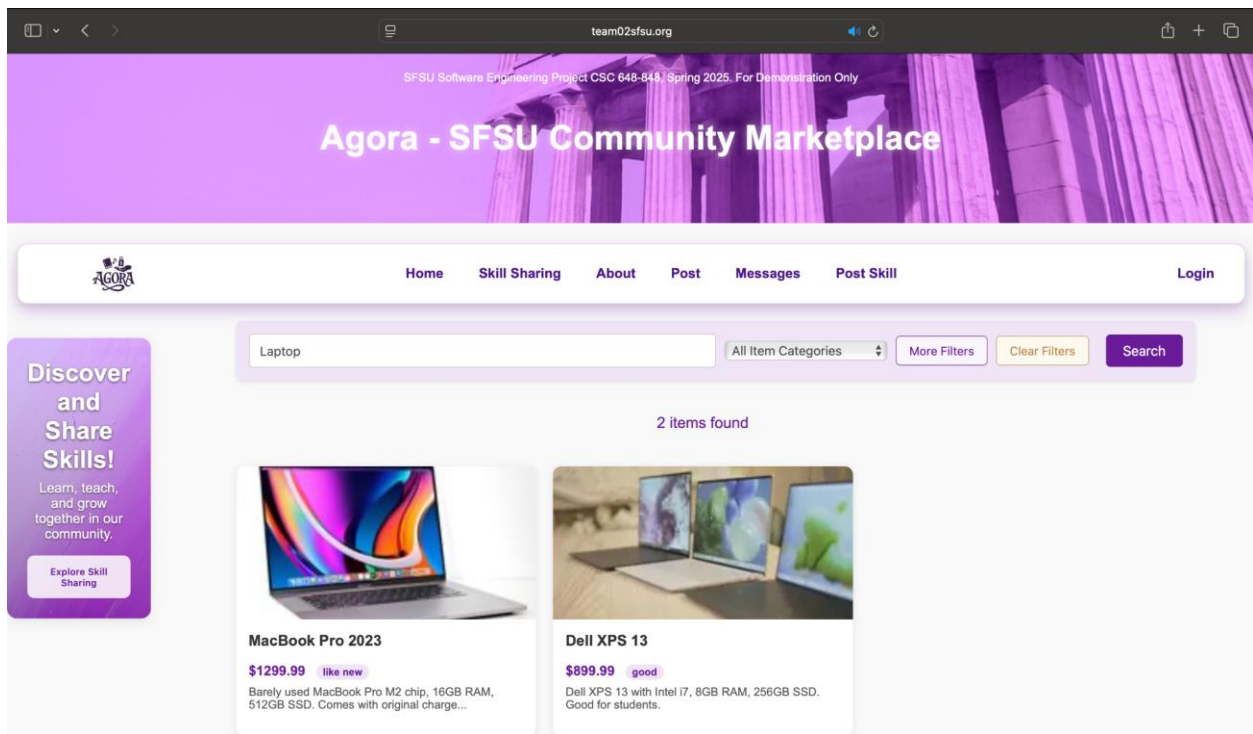 team02sfsu.org
SFSU Software Engineering Project CSC 648-848, Spring 2025. For Demonstration Only
Agora - SFSU Community Marketplace
AGORA
Home
Skill Sharing
About
Post
Messages
Post Skill
Login
Laptop
All Item Categories
More Filters
Clear Filters
Search
Discover
and
Share
Skills!
Learn, teach,
and grow
together in our
community.
Explore Skill
Sharing
2 items found
MacBook Pro 2023
$1299.99 like new
Barely used MacBook Pro M2 chip, 16GB RAM,
512GB SSD. Comes with original charge...
Dell XPS 13
$899.99 good
Dell XPS 13 with Intel i7, 8GB RAM, 256GB SSD.
Good for students.